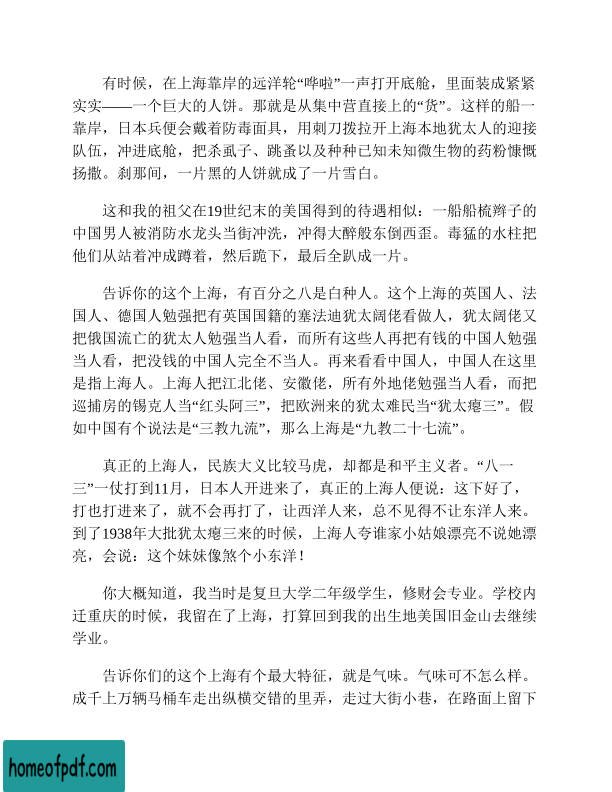 有时候，在上海靠岸的远洋轮“哗啦”一声打开底舱，里面装成紧紧
实实——一个巨大的人饼。那就是从集中营直接上的“货”。这样的船一
靠岸，日本兵便会戴着防毒面具，用刺刀拨拉开上海本地犹太人的迎接
队伍，冲进底舱，把杀虱子、跳蚤以及种种已知未知微生物的药粉慷慨
扬撒。刹那间，一片黑的人饼就成了一片雪白。
这和我的祖父在19世纪末的美国得到的待遇相似：一船船梳辫子的
中国男人被消防水龙头当街冲洗，冲得大醉般东倒西歪。毒猛的水柱把
他们从站着冲成蹲着，然后跪下，最后全趴成一片。
告诉你的这个上海，有百分之八是白种人。这个上海的英国人、法
国人、德国人勉强把有英国国籍的塞法迪犹太阔佬看做人，犹太阔佬又
把俄国流亡的犹太人勉强当人看，而所有这些人再把有钱的中国人勉强
当人看，把没钱的中国人完全不当人。再来看看中国人，中国人在这里
是指上海人。上海人把江北佬、安徽佬，所有外地佬勉强当人看，而把
巡捕房的锡克人当“红头阿三”，把欧洲来的犹太难民当“犹太瘪三”。假
如中国有个说法是“三教九流”，那么上海是“九教二十七流”。
真正的上海人，民族大义比较马虎，却都是和平主义者。“八一
三”一仗打到11月，日本人开进来了，真正的上海人便说：这下好了，
打也打进来了，就不会再打了，让西洋人来，总不见得不让东洋人来。
到了1938年大批犹太瘪三来的时候，上海人夸谁家小姑娘漂亮不说她漂
亮，会说：这个妹妹像煞个小东洋！
你大概知道，我当时是复旦大学二年级学生，修财会专业。学校内
迁重庆的时候，我留在了上海，打算回到我的出生地美国旧金山去继续
学业。
告诉你们的这个上海有个最大特征，就是气味。气味可不怎么样。
成千上万辆马桶车走出纵横交错的里弄，走过大街小巷，在路面上留下
homeofpdf.com